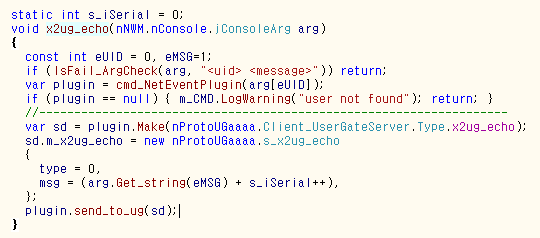 static int s_iSerial = 0;
void x2ug_echo(nNWM.nConsole.iConsoleArg arg)
{
const int eUID = 0, eMSG=1;
if (IsFail_ArgCheck(arg, "<uid> <message>")) return;
var plugin = cmd_NetEventPlugin(arg[eUID]);
if (plugin == null) { m_CMD.LogWarning("user not found"); return; }
//------------------------------------------------------------------
var sd = plugin.Make(nProtoUGaaaa.Client_UserGateServer.Type.x2ug_echo);
sd.m_x2ug_echo = new nProtoUGaaaa.s_x2ug_echo
{
type = 0,
msg = (arg.Get_string(eMSG) + s_iSerial++),
};
plugin.send_to_ug(sd);
}